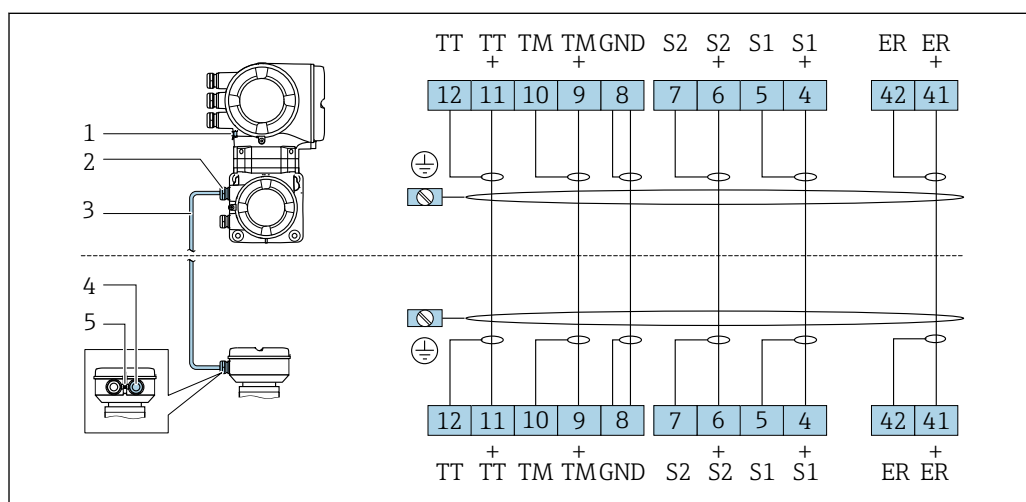 TT TT TM TM GND S2 S2 S1 S1 ER ER
+ + + + +
12 11 10 9 8 7 6 5 4 42 41
1
2
3
4
5
12 11 10 9 8 7 6 5 4 42 41
+ + + + +
TT TT TM TM GND S2 S2 S1 S1 ER ER